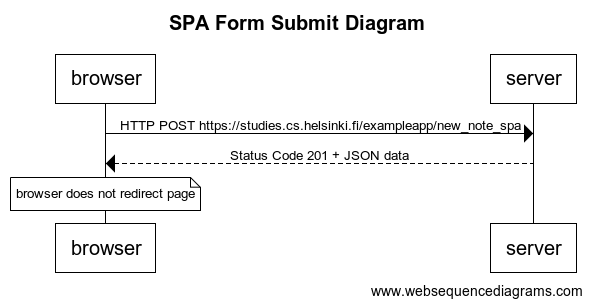 SPA Form Submit Diagram
browser
server
HTTP POST https://studies.cs.helsinki.fi/exampleapp/new_note_spa
Status Code 201 + JSON data
browser does not redirect page
browser
server
www.websequencediagrams.com